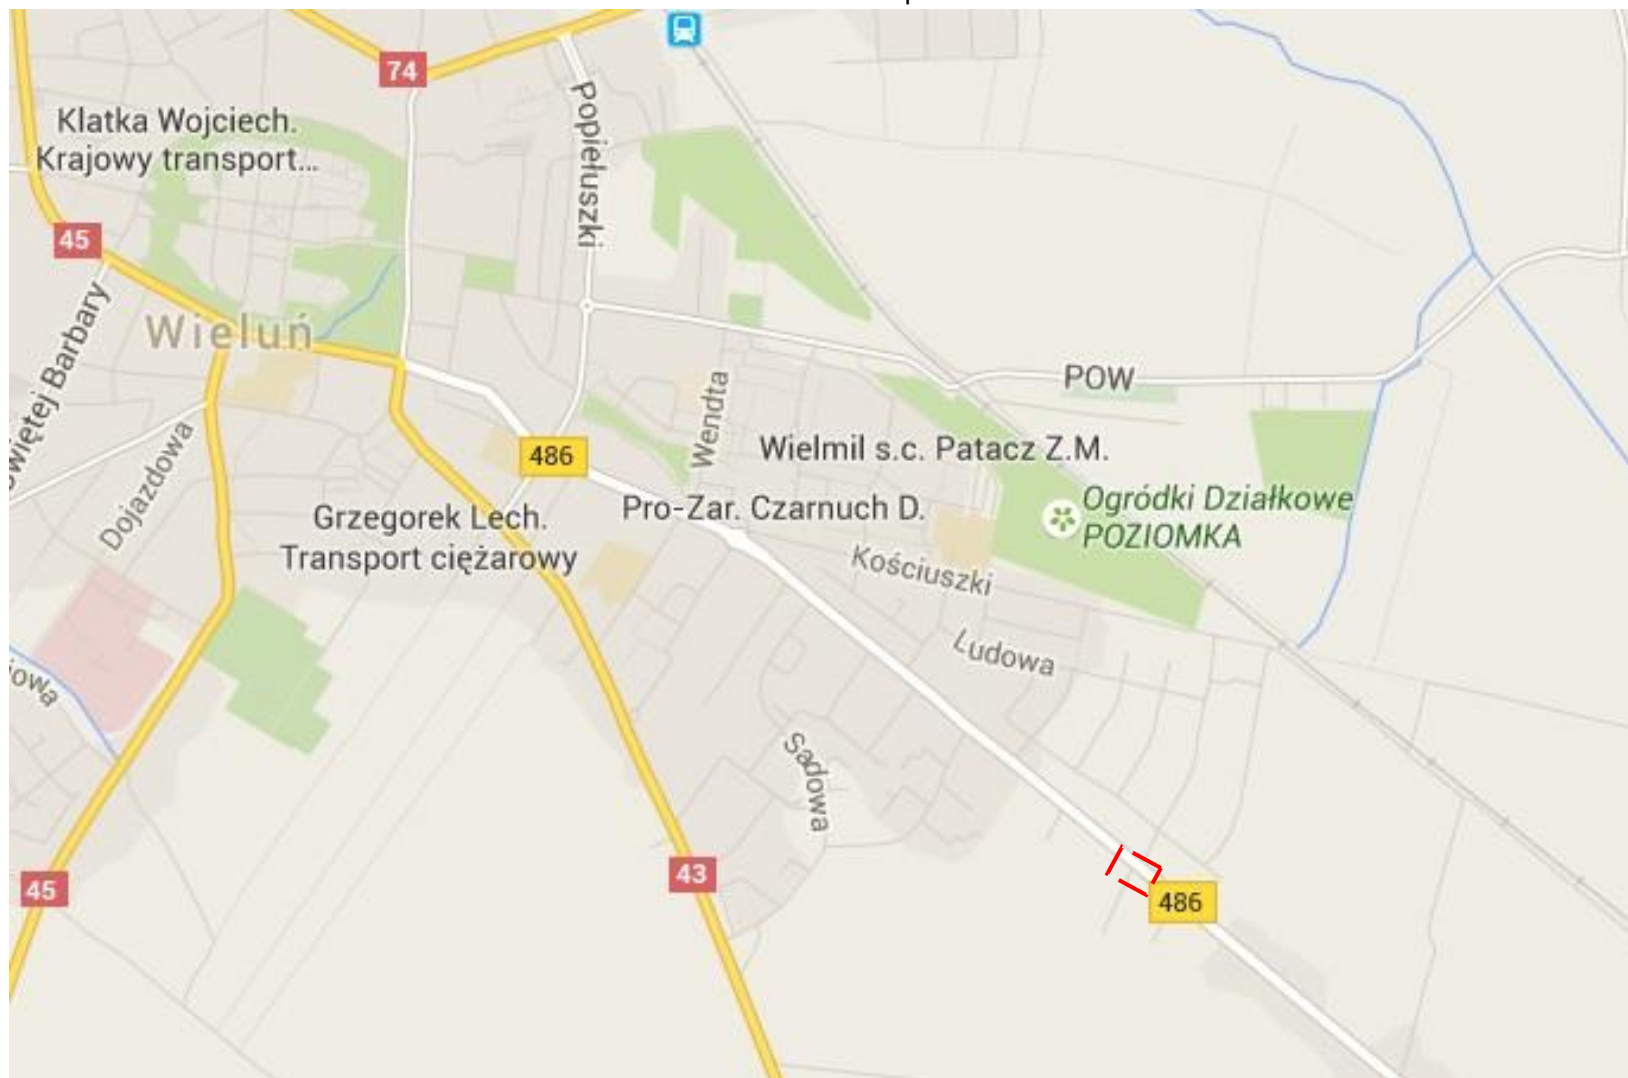 74
Popiełuszki
Klatka Wojciech.
Krajowy transport...
45
Wieluń
Świętej Barbary
POW
Wendta
Dojazdowa
486
Wielmil s.c. Patacz Z.M.
Grzegorek Lech.
Transport ciężarowy
Pro-Zar. Czarnuch D.
Ogródki Działkowe
POZIOMKA
Kościuszki
Ludowa
Sadowa
43
45
486